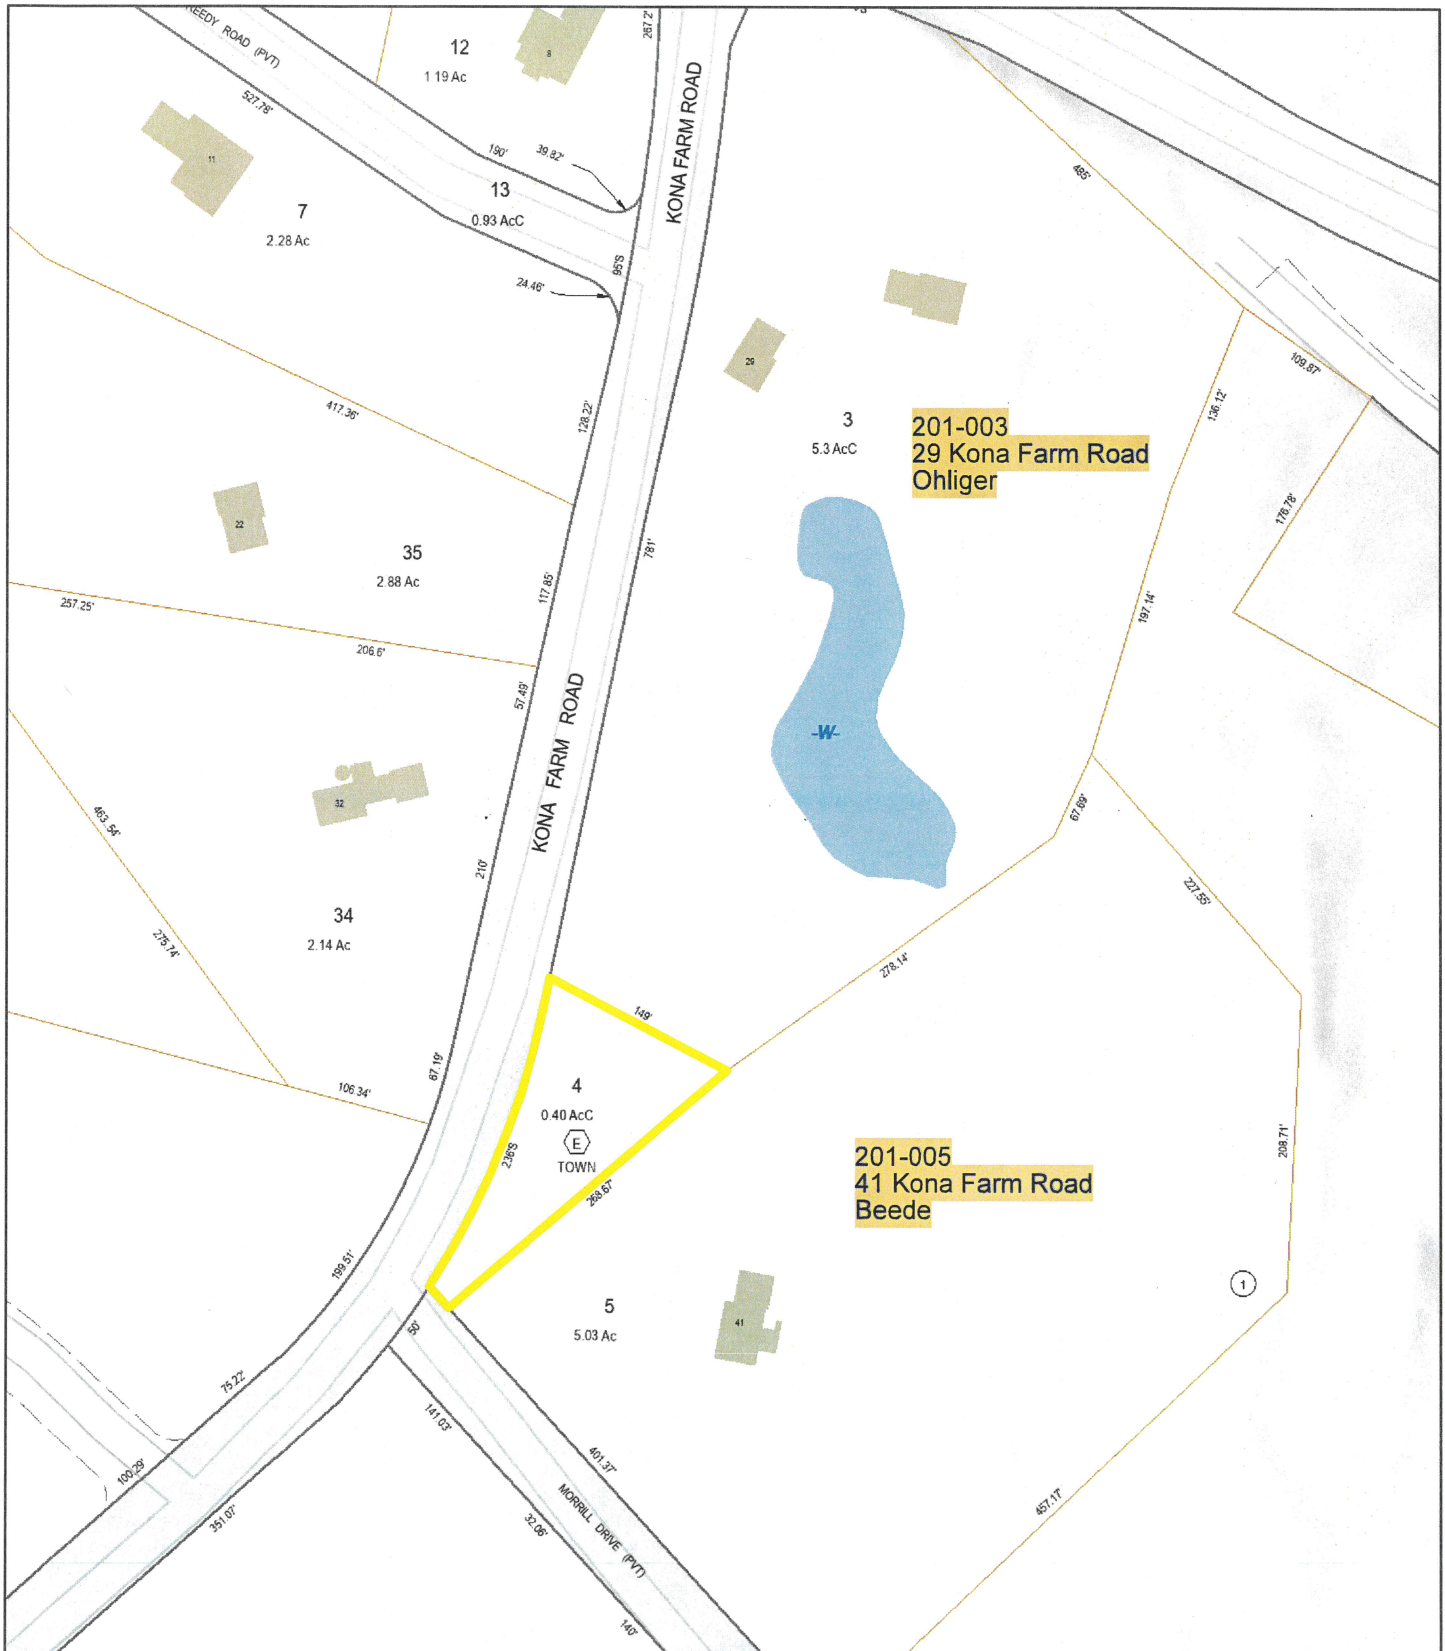 REEDY ROAD (PVT)
12
1.19 Ac
8
267.2'
KONA FARM ROAD
527.78'
11
190'
39.82'
13
0.93 AcC
7
2.28 Ac
95'S
24.46'
485'
29
109.87'
417.36'
128.22'
3
5.3 AcC
136.12'
201-003
29 Kona Farm Road
Ohliger
176.78'
22
35
2.88 Ac
781'
117.85'
257.25'
206.6'
197.14'
57.49'
KONA FARM ROAD
-W-
32
463.54'
67.69'
210'
227.55'
34
2.14 Ac
275.74'
278.14'
149'
67.19'
106.34'
4
0.40 AcC
E
TOWN
236'S
268.67'
208.71'
201-005
41 Kona Farm Road
Beede
199.51'
1
5
5.03 Ac
41
50'
75.22'
141.03'
401.37'
100.29'
351.07'
MORRILL DRIVE (PVT)
32.06'
457.17'
140'